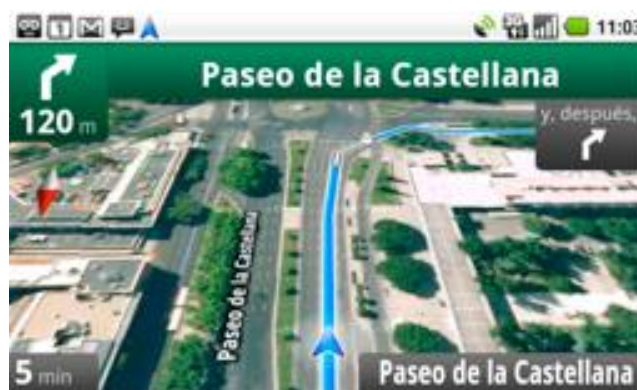 11:03
Paseo de la Castellana
120 m
y, después,
Paseo de la Castellana
5 min
Paseo de la Castellana